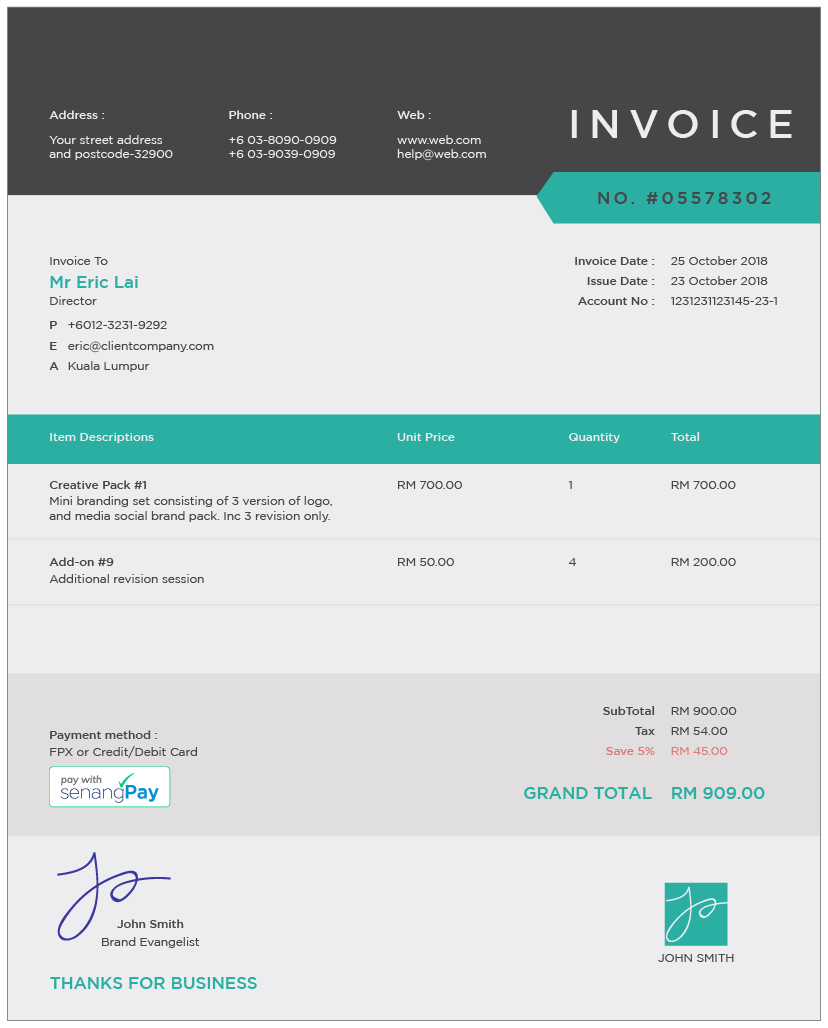 Address :
Your street address
and postcode-32900
Phone :
+6 03-8090-0909
+6 03-9039-0909
Web :
www.web.com
help@web.com
INVOICE
NO. #05578302
Invoice To
Mr Eric Lai
Director
P +6012-3231-9292
E eric@clientcompany.com
A Kuala Lumpur
Invoice Date : 25 October 2018
Issue Date : 23 October 2018
Account No : 1231231123145-23-1
Item Descriptions Unit Price Quantity Total
Creative Pack #1 RM 700.00 1 RM 700.00
Mini branding set consisting of 3 version of logo,
and media social brand pack. Inc 3 revision only.
Add-on #9 RM 50.00 4 RM 200.00
Additional revision session
SubTotal RM 900.00
Tax RM 54.00
Save 5% RM 45.00
GRAND TOTAL RM 909.00
Payment method :
FPX or Credit/Debit Card
pay with
senangPay
John Smith
Brand Evangelist
THANKS FOR BUSINESS
JOHN SMITH